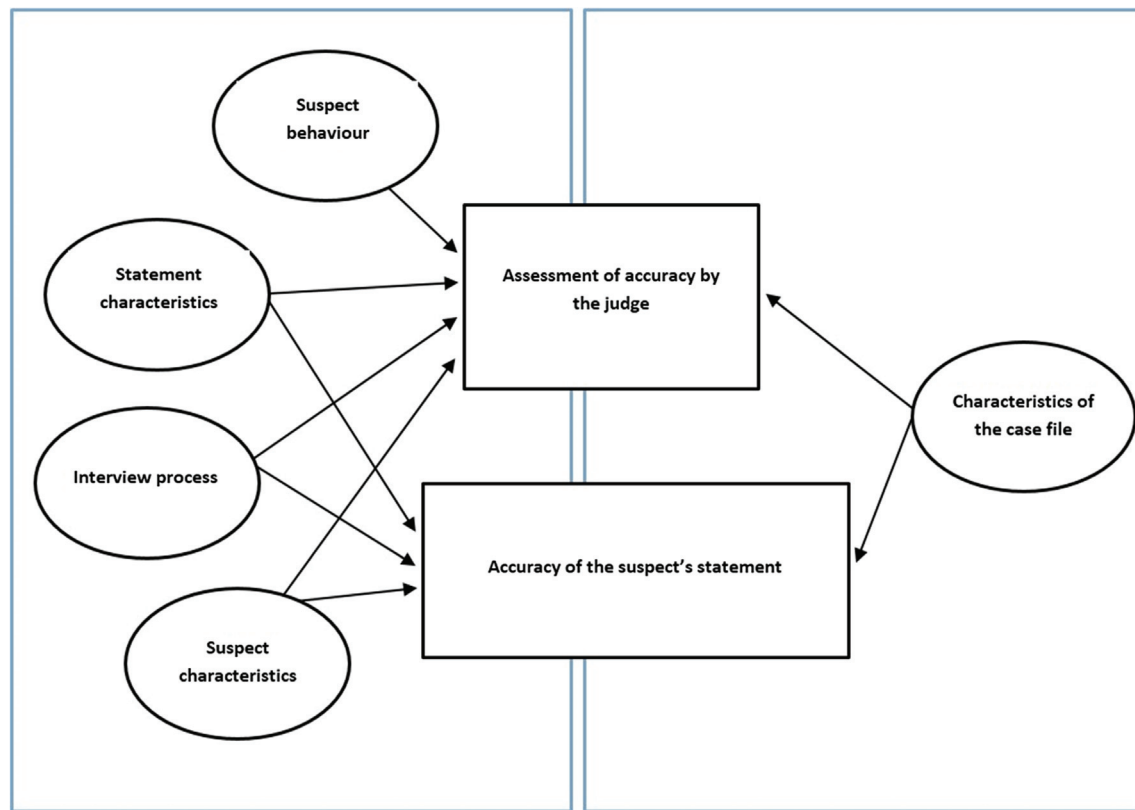 Suspect
behaviour
Statement
characteristics
Assessment of accuracy by
the judge
Characteristics of
the case file
Interview process
Accuracy of the suspect’s statement
Suspect
characteristics